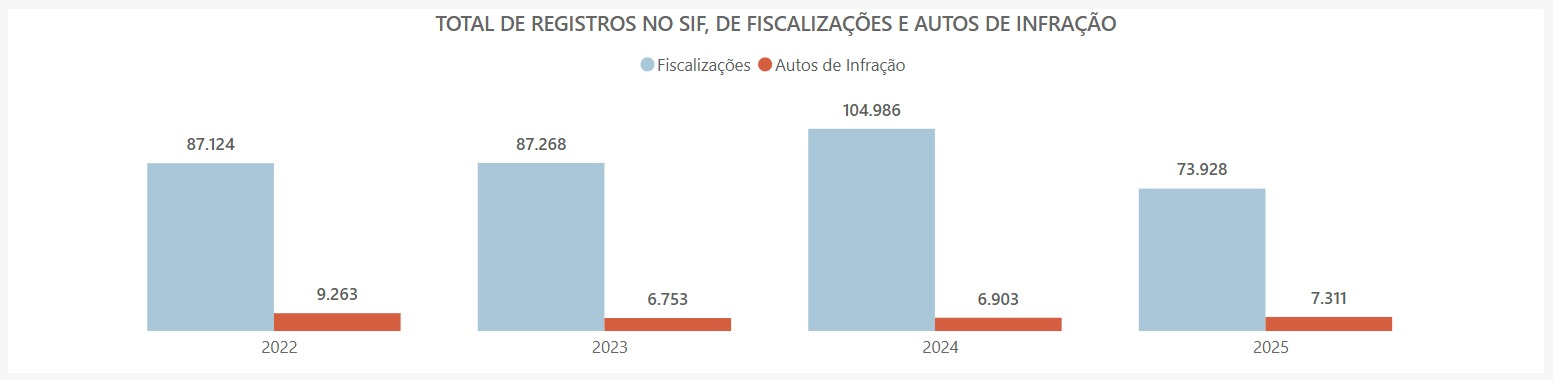 TOTAL DE REGISTROS NO SIF, DE FISCALIZAÇÕES E AUTOS DE INFRAÇÃO
Fiscalizações Autos de Infração
87.124 9.263 87.268 6.753 104.986 6.903 73.928 7.311
2022 2023 2024 2025